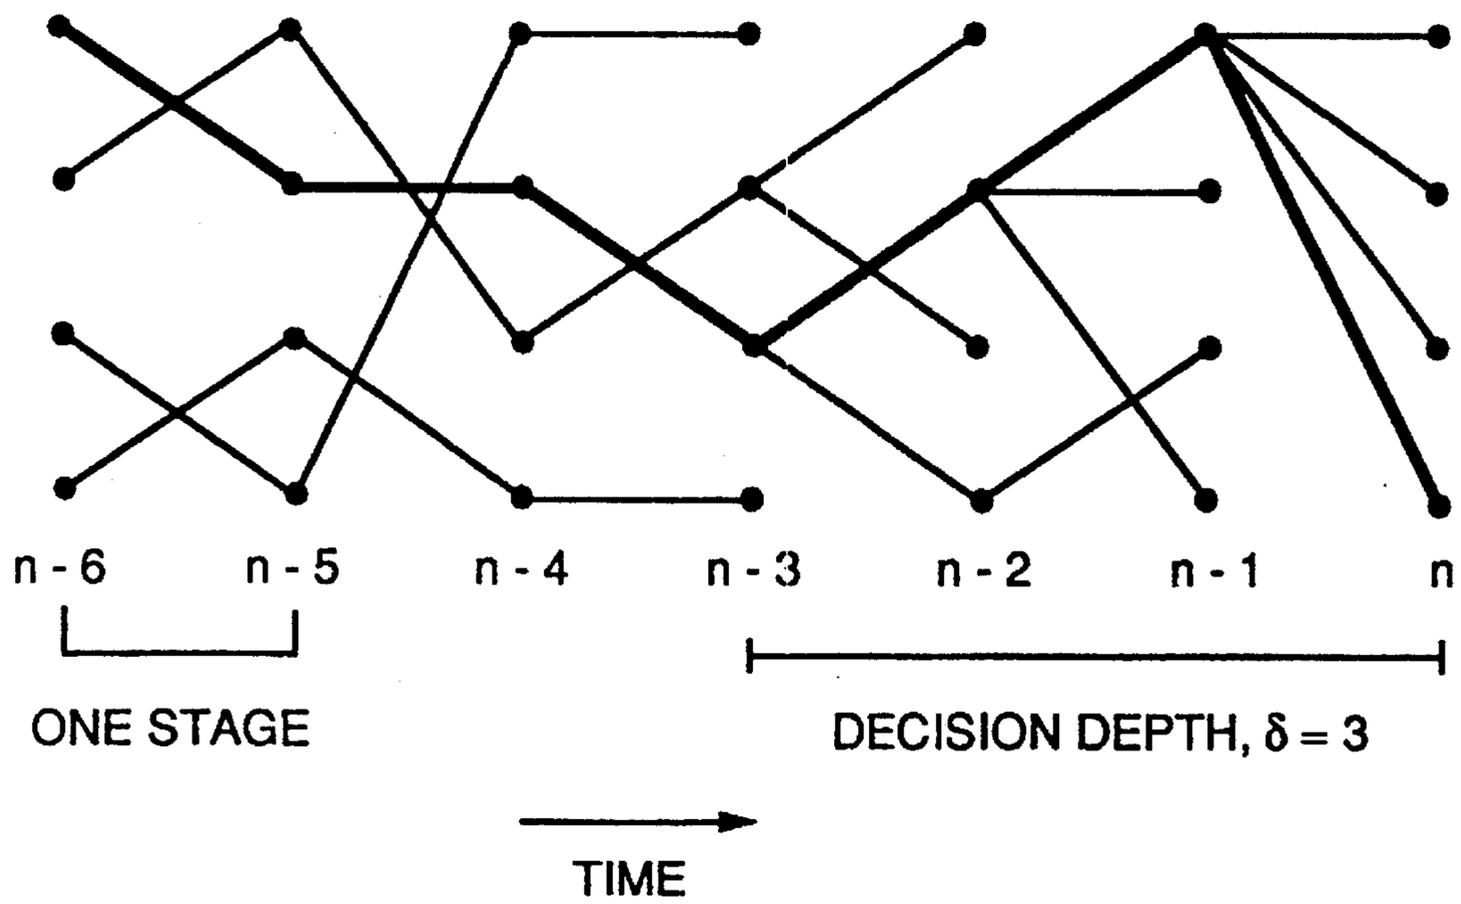 n - 6 n - 5 n - 4 n - 3 n - 2 n - 1 n
ONE STAGE
DECISION DEPTH, δ = 3
TIME